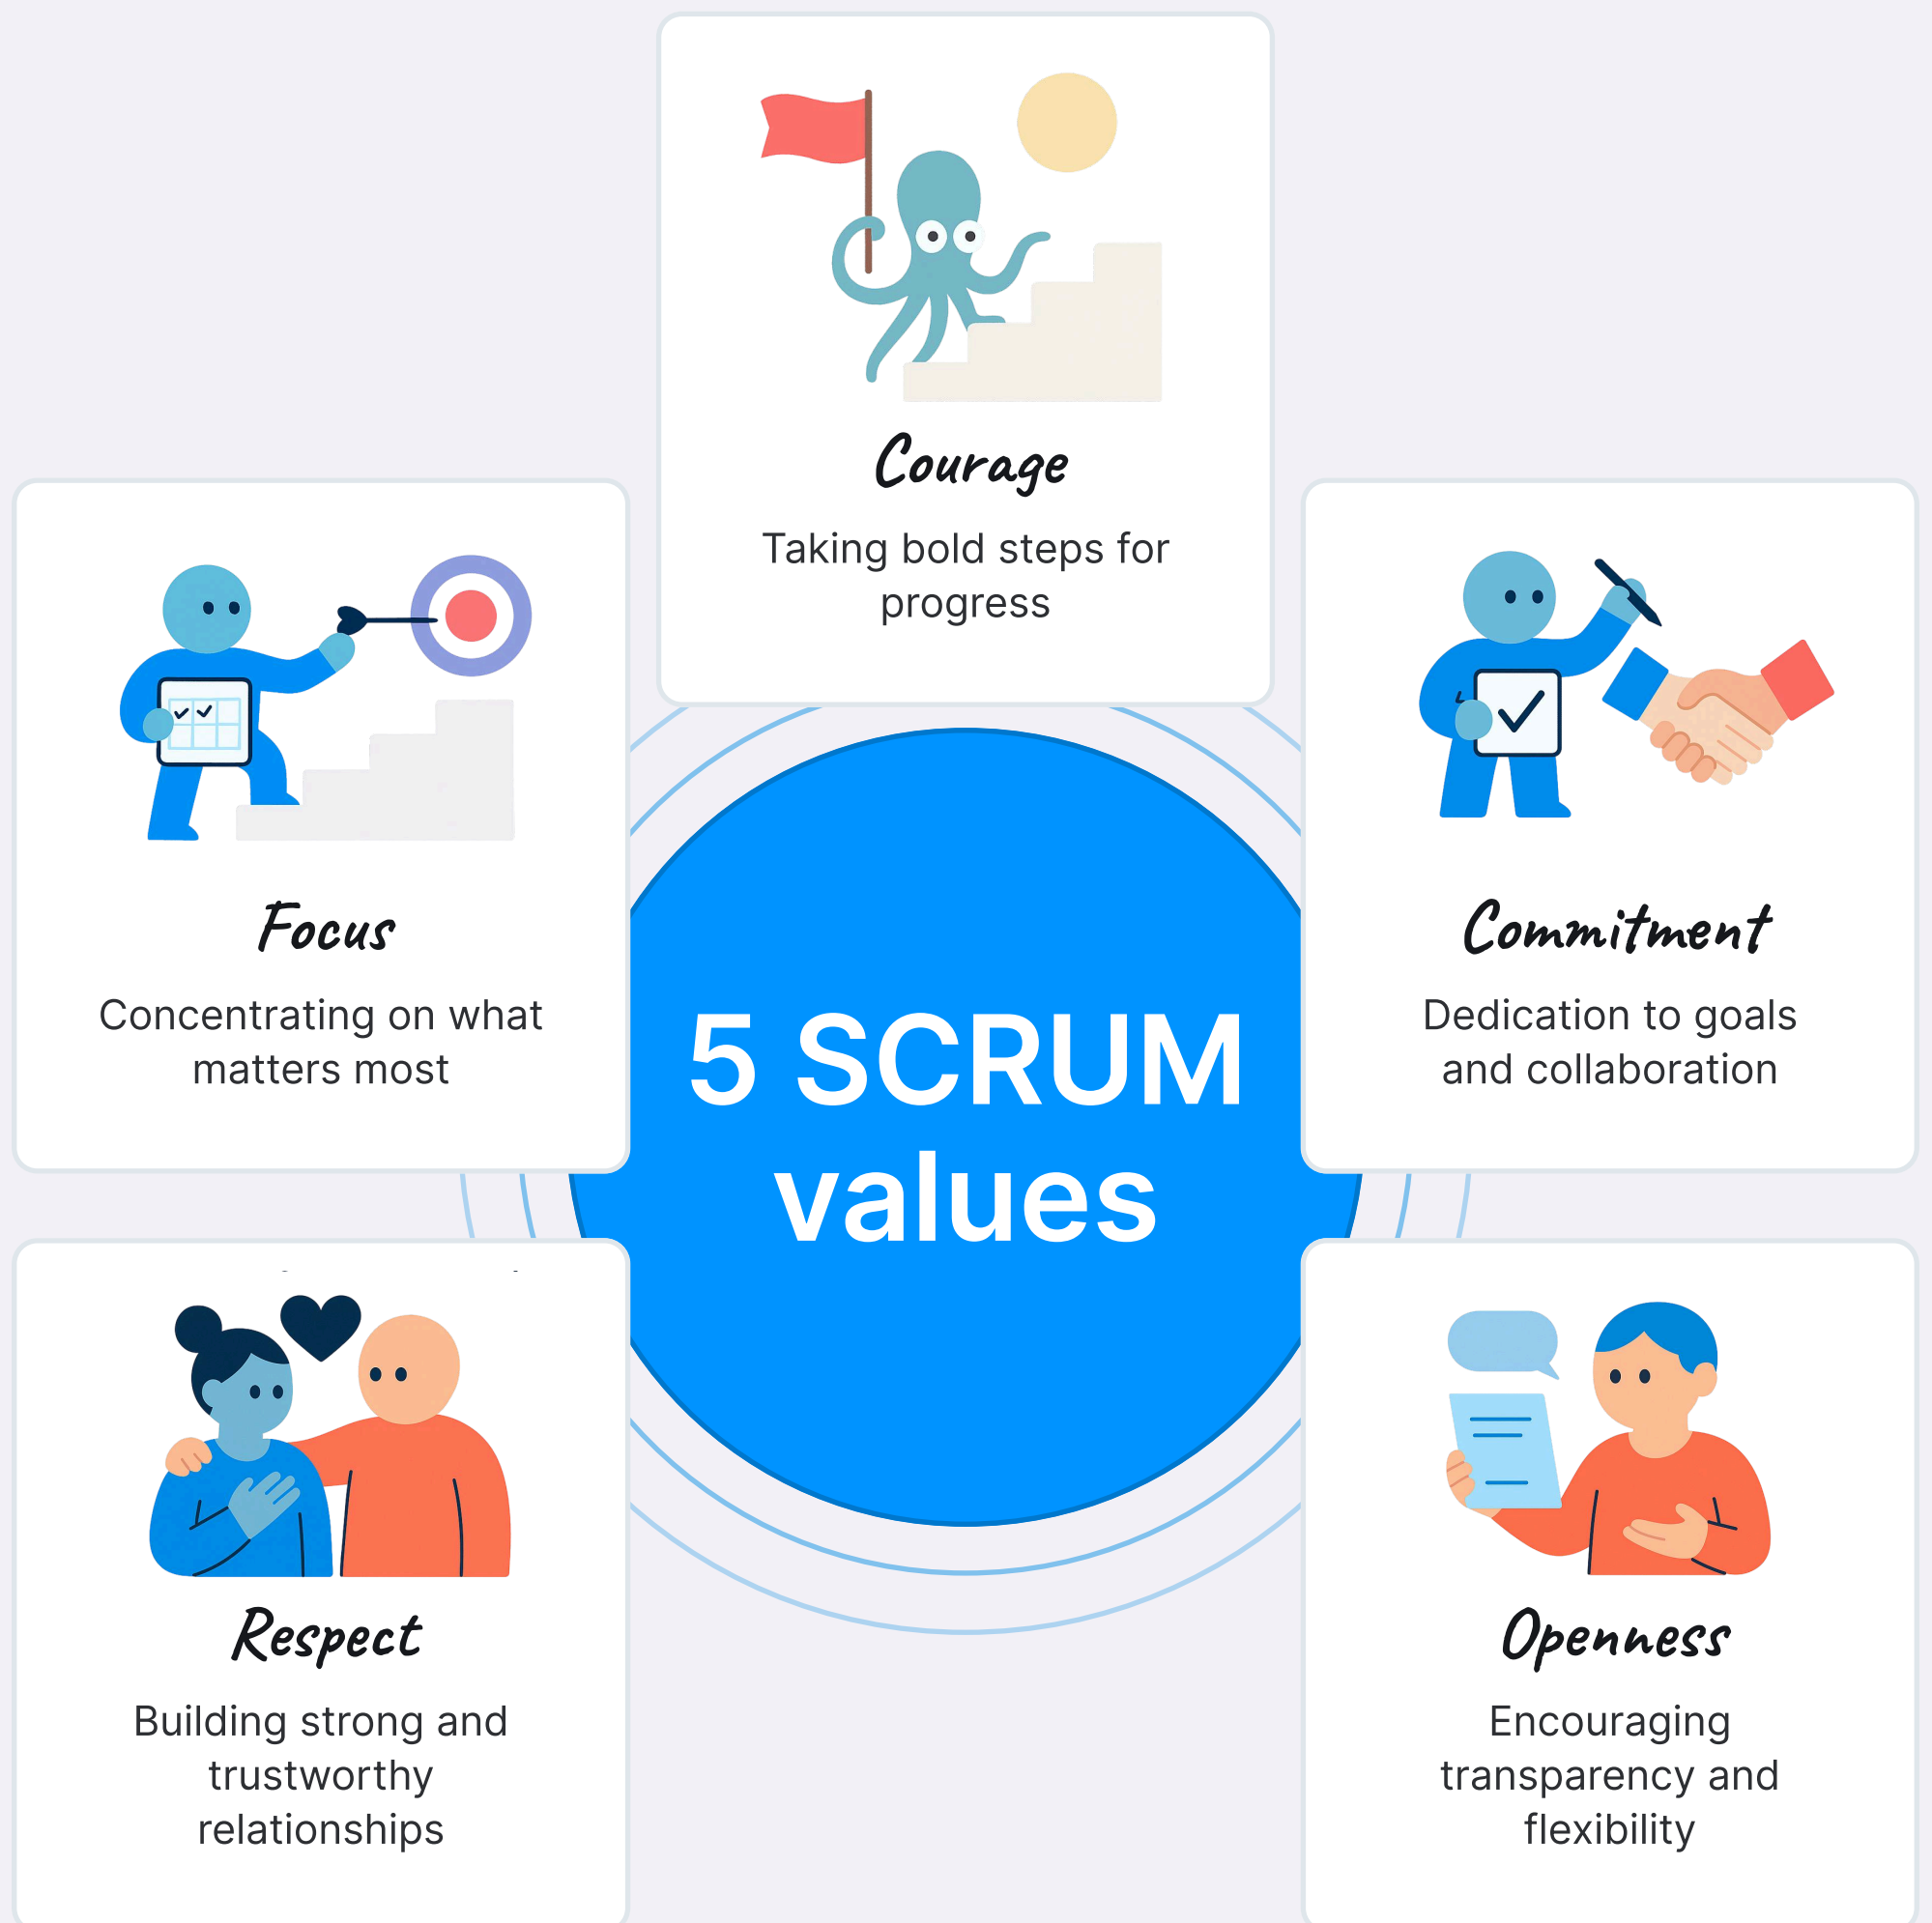 Courage
Taking bold steps for
progress
Focus
Concentrating on what
matters most
5 SCRUM
values
Commitment
Dedication to goals
and collaboration
Respect
Building strong and
trustworthy
relationships
Openness
Encouraging
transparency and
flexibility